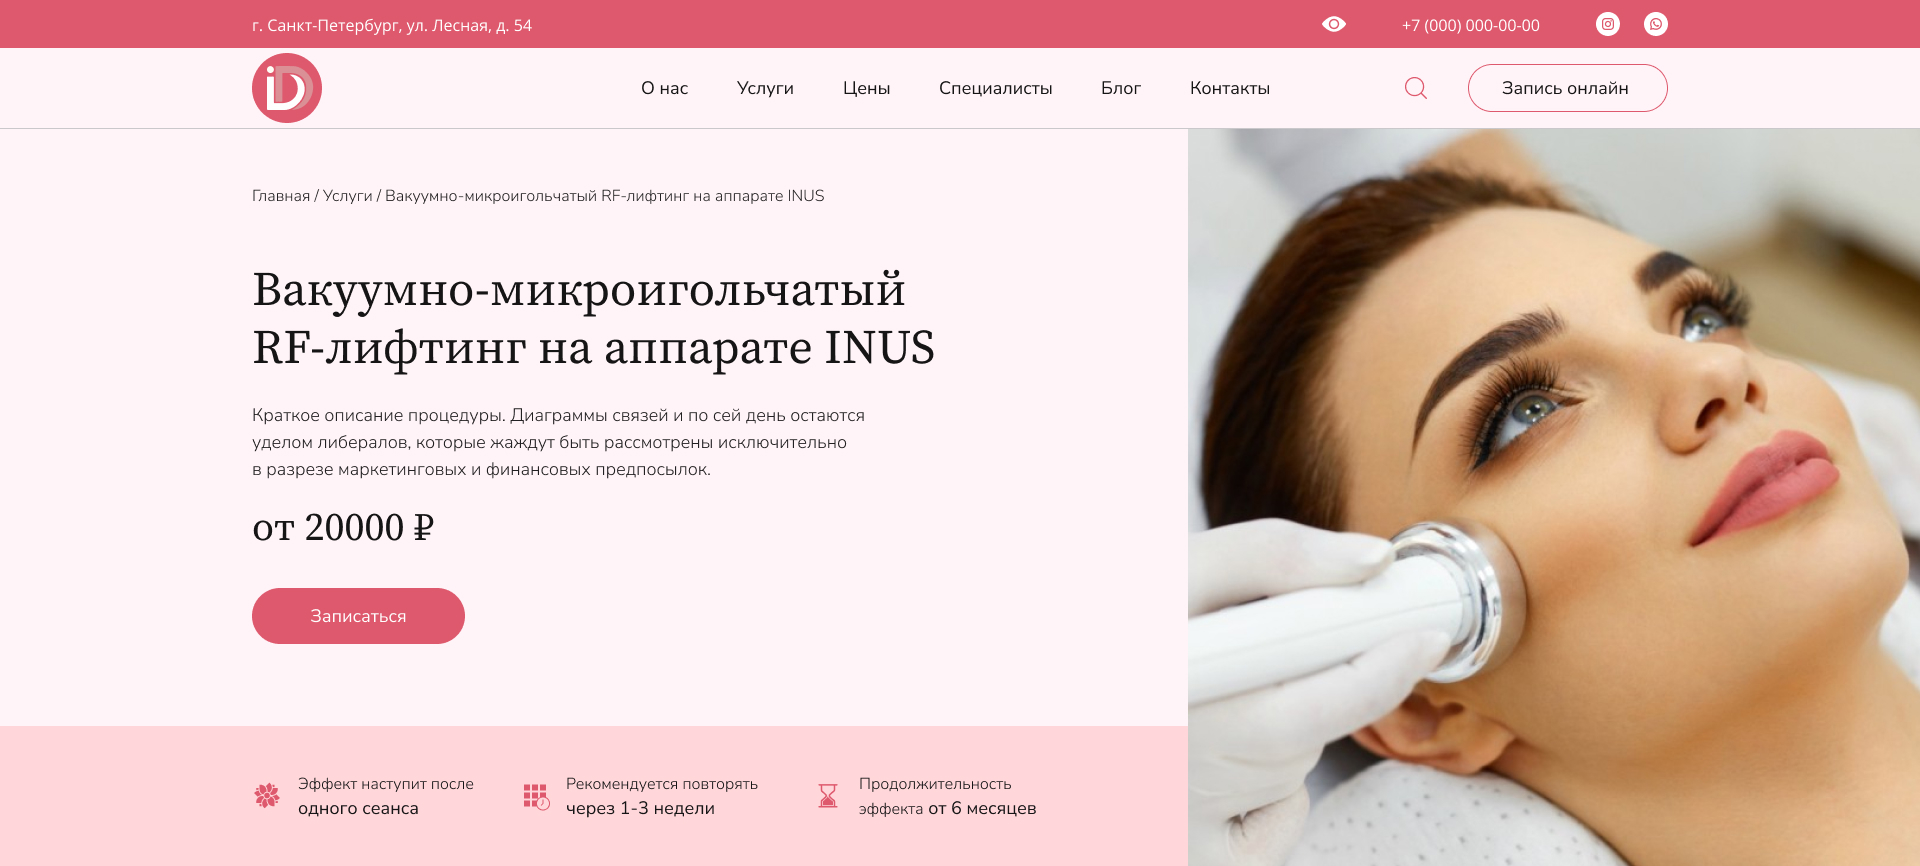 г. Санкт-Петербург, ул. Лесная, д. 54
+7 (000) 000-00-00
iD
О нас
Услуги
Цены
Специалисты
Блог
Контакты
Запись онлайн
Главная / Услуги / Вакуумно-микроигольчатый RF-лифтинг на аппарате INUS
Вакуумно-микроигольчатый
RF-лифтинг на аппарате INUS
Краткое описание процедуры. Диаграммы связей и по сей день остаются
уделом либералов, которые жаждут быть рассмотрены исключительно
в разрезе маркетинговых и финансовых предпосылок.
от 20000 ₽
Записаться
Эффект наступит после
одного сеанса
Рекомендуется повторять
через 1-3 недели
Продолжительность
эффекта от 6 месяцев